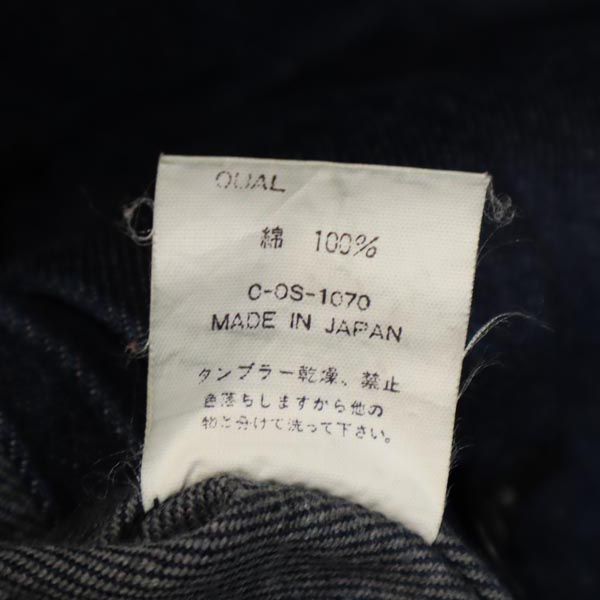 QUAL
綿 100%
C-OS-1070
MADE IN JAPAN
タンブラー乾燥、禁止
色落ちしますから他の
物と分けて洗って下さい。